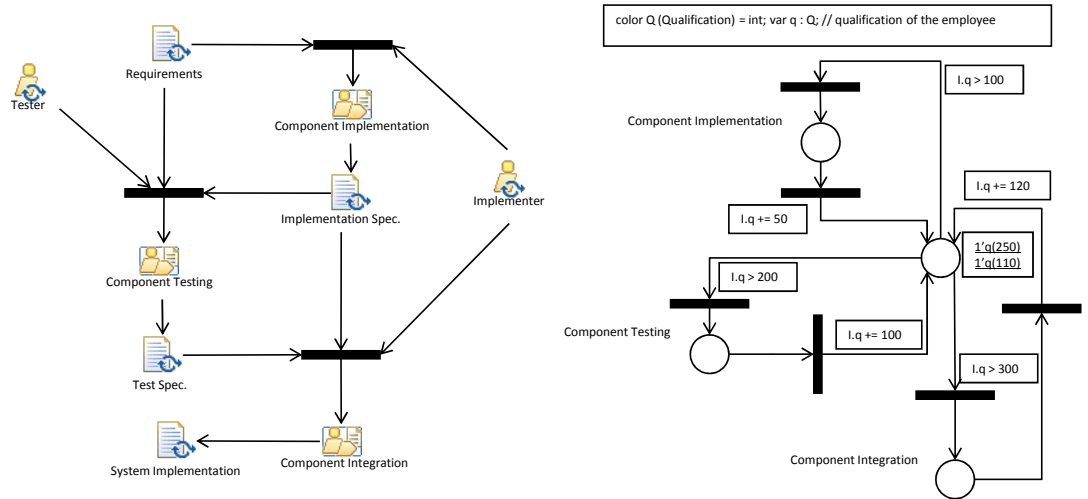 color Q (Qualification) = int; var q : Q; // qualification of the employee
Requirements
Tester
Component Implementation
Implementation Spec.
Implementer
Component Testing
Test Spec.
System Implementation
Component Integration
I.q > 100
Component Implementation
I.q += 120
I.q += 50
1'q(250)
1'q(110)
I.q > 200
Component Testing
I.q += 100
I.q > 300
Component Integration